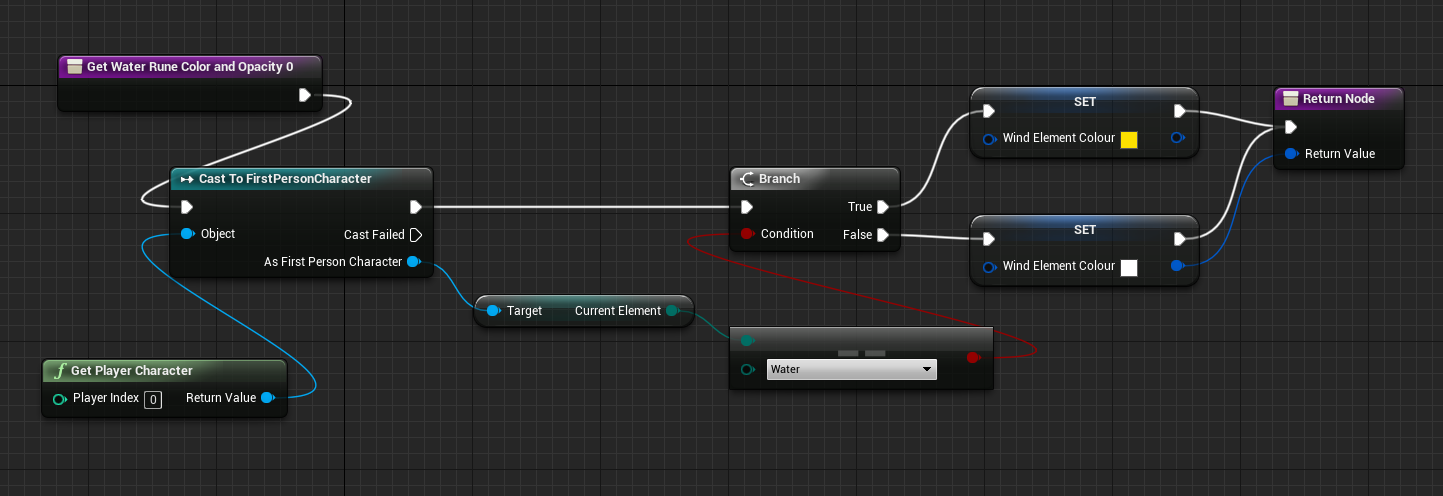 Get Water Rune Color and Opacity 0
Cast To FirstPersonCharacter
Object
Cast Failed
As First Person Character
f Get Player Character
Player Index 0
Return Value
Target
Current Element
Branch
True
Condition
False
==
Water
SET
Wind Element Colour
SET
Wind Element Colour
Return Node
Return Value